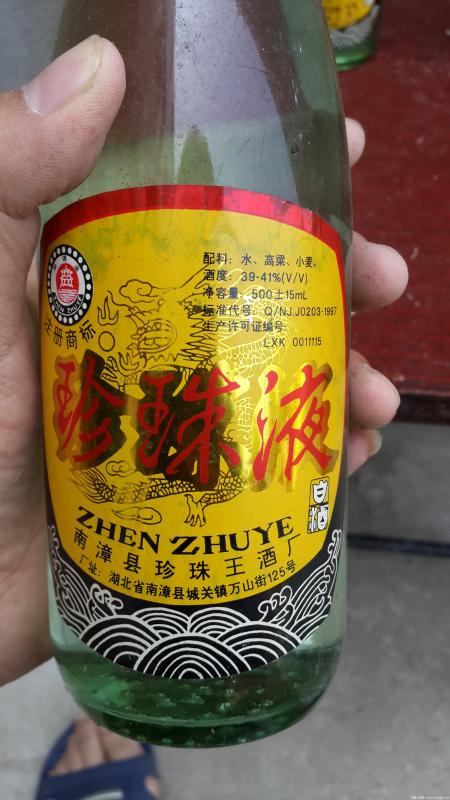 配料：水、高粱、小麦。
酒度：39-41%(V/V)
净容量：500±15mL
标准代号：Q/NJ.J0203-1997
生产许可证编号：
LXK 0011115
注册商标
珍珠液
白酒
ZHEN ZHUYE
南漳县珍珠王酒厂
厂址：湖北省南漳县城关镇万山街125号